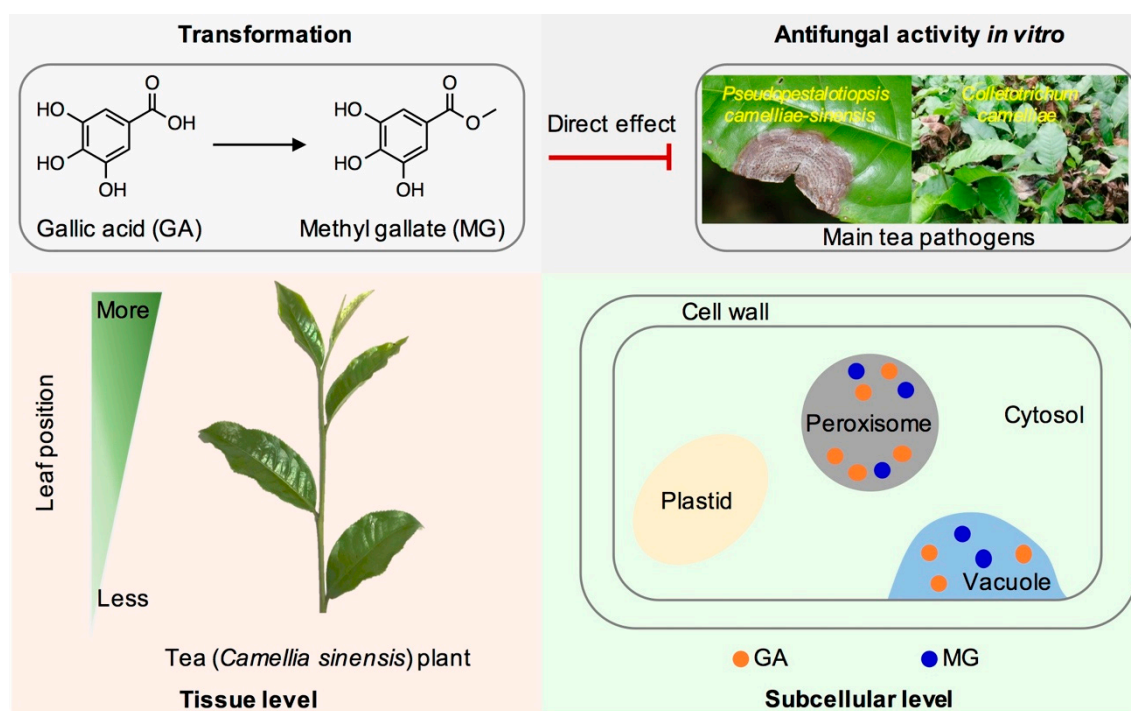 Transformation
O
HO
OH
HO
OH
Gallic acid (GA)
O
HO
O
HO
OH
Methyl gallate (MG)
Direct effect
Antifungal activity in vitro
Pseudopestalotiopsis
camelliae-sinensis
Colletotrichum
camelliae
Main tea pathogens
More
Leaf position
Less
Tea (Camellia sinensis) plant
Tissue level
Cell wall
Peroxisome
Cytosol
Plastid
Vacuole
GA
MG
Subcellular level